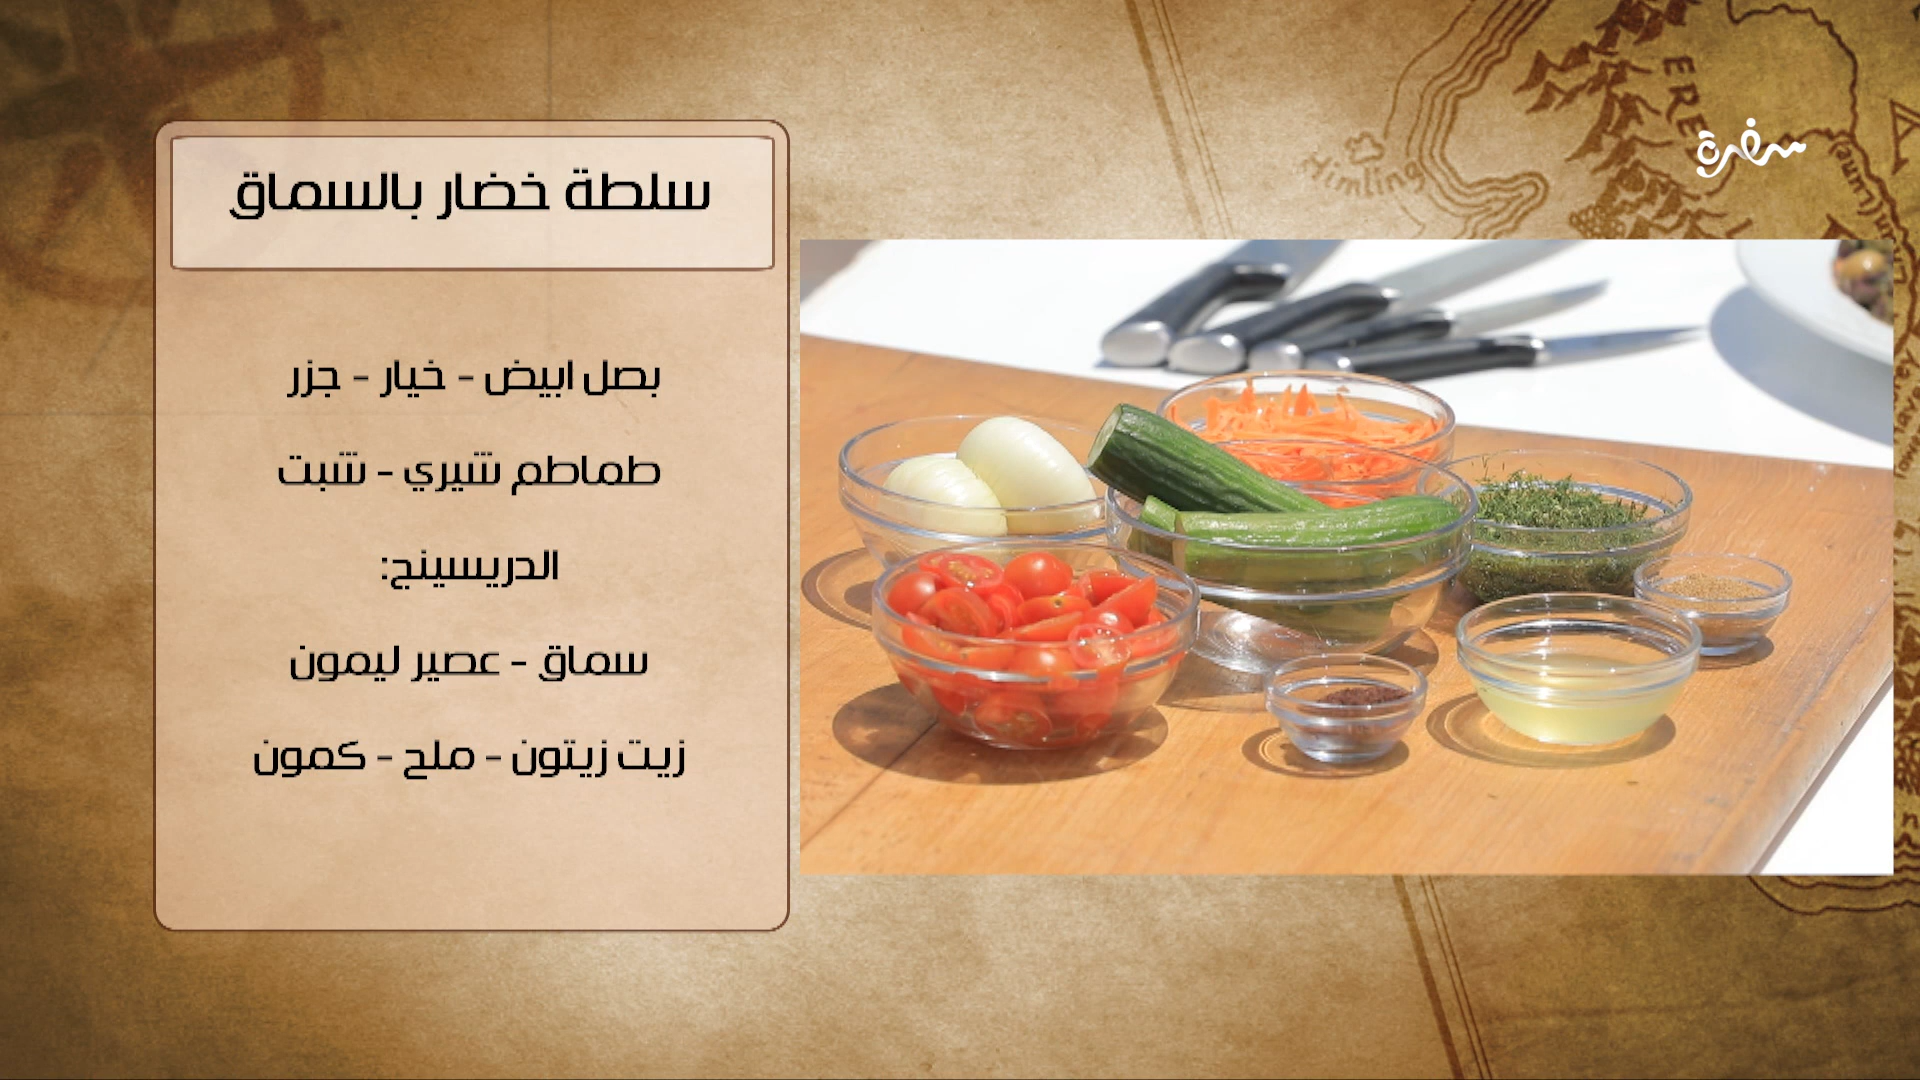 سفرة
سلطة خضار بالسماق
بصل ابيض - خيار - جزر
طماطم شيري - شبت
الدريسينج:
سماق - عصير ليمون
زيت زيتون - ملح - كمون
Himling
ERE